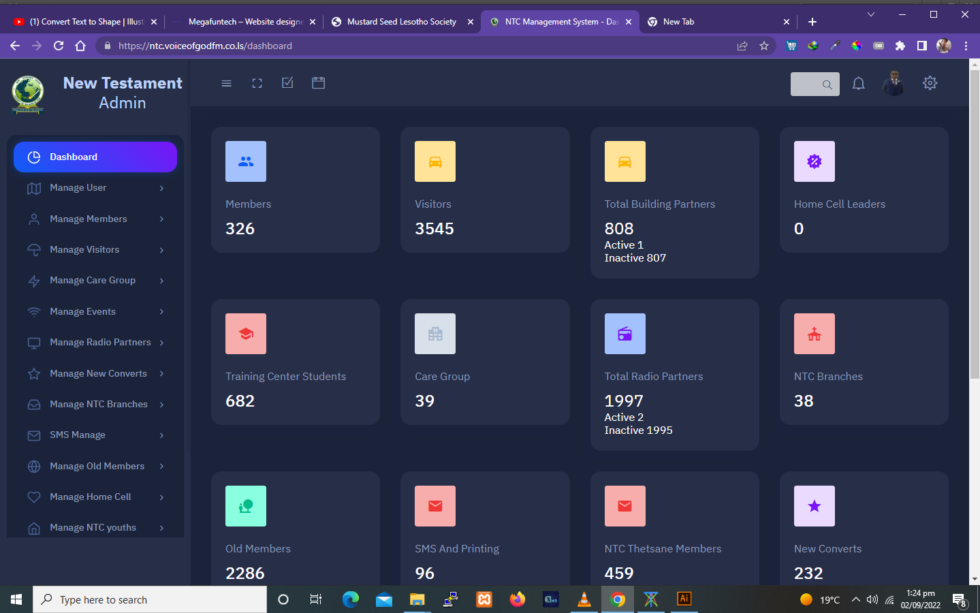 (1) Convert Text to Shape | Illust
Megafuntech – Website designe
Mustard Seed Lesotho Society
NTC Management System - Da
New Tab
https://ntc.voiceofgodfm.co.ls/dashboard
New Testament
Admin
Dashboard
Manage User
Manage Members
Manage Visitors
Manage Care Group
Manage Events
Manage Radio Partners
Manage New Converts
Manage NTC Branches
SMS Manage
Manage Old Members
Manage Home Cell
Manage NTC youths
Members
326
Visitors
3545
Total Building Partners
808
Active 1
Inactive 807
Home Cell Leaders
0
Training Center Students
682
Care Group
39
Total Radio Partners
1997
Active 2
Inactive 1995
NTC Branches
38
Old Members
2286
SMS And Printing
96
NTC Thetsane Members
459
New Converts
232
Type here to search
Ai
19°C
1:24 pm
02/09/2022